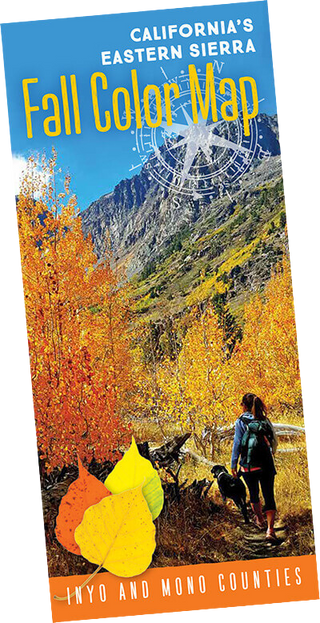 CALIFORNIA'S
EASTERN SIERRA
Fall Color Map
INYO AND MONO COUNTIES